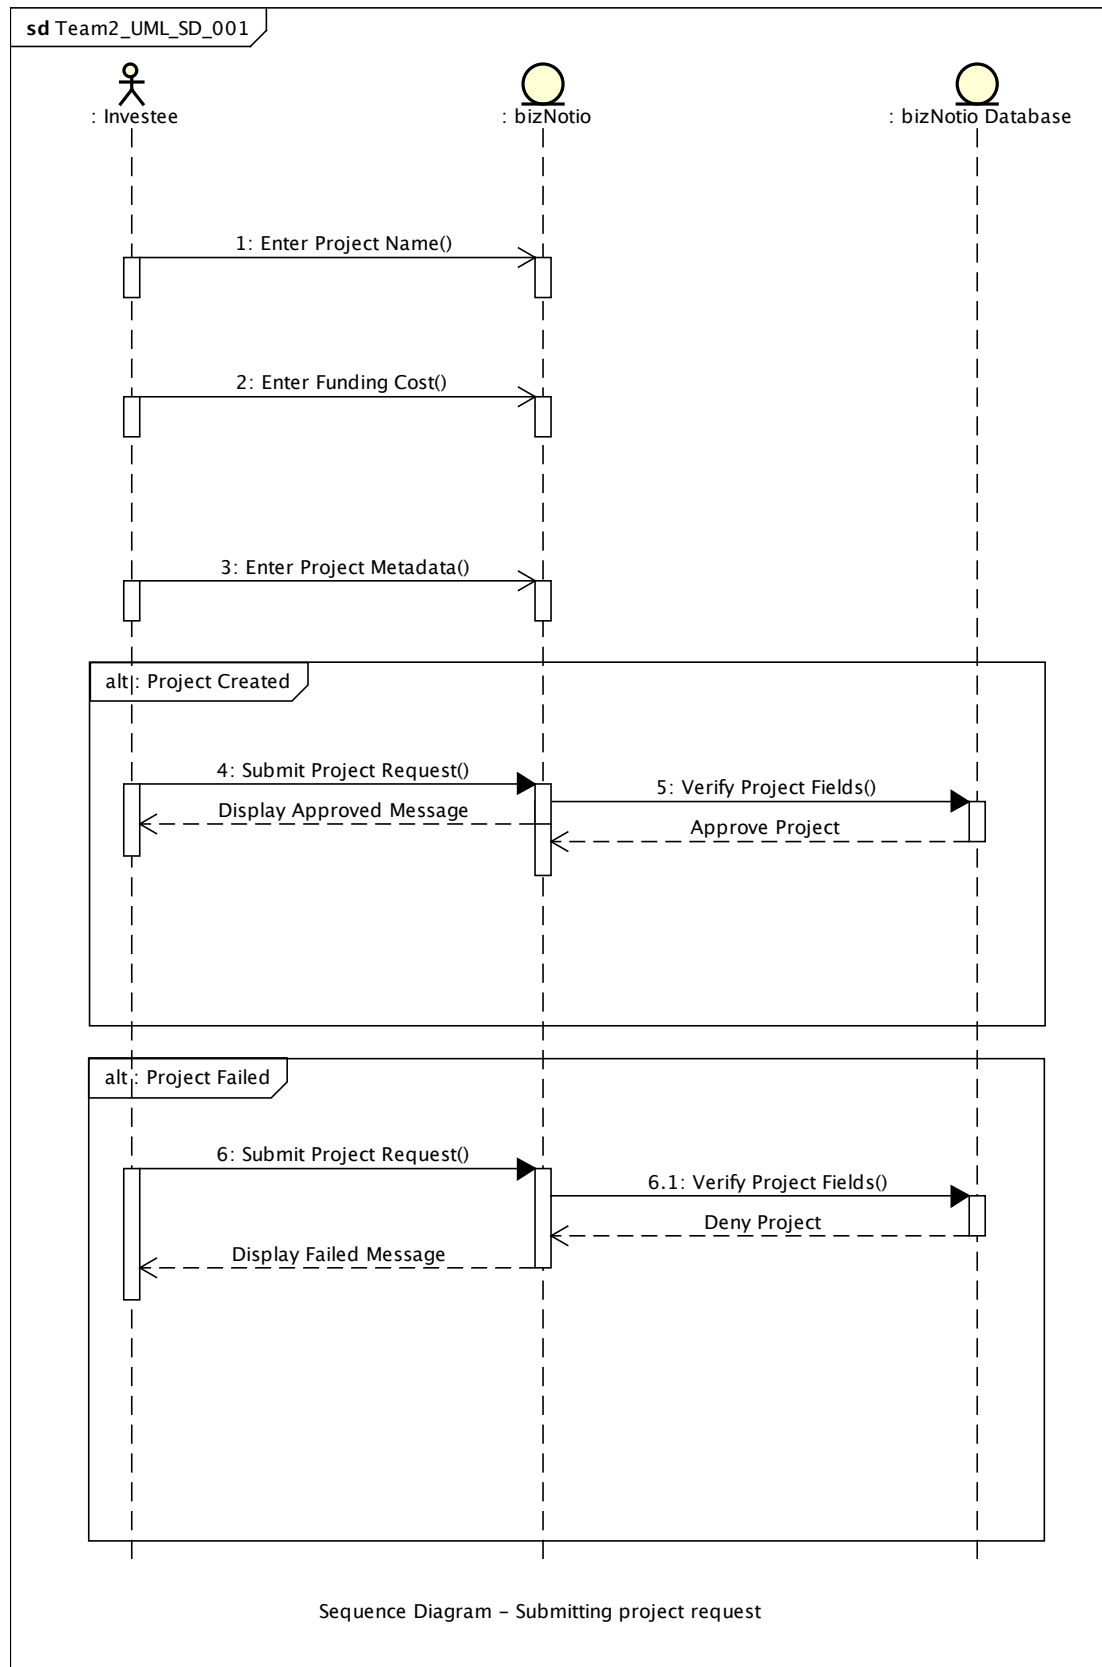 sd Team2_UML_SD_001
: Investee
: bizNotio
: bizNotio Database
1: Enter Project Name()
2: Enter Funding Cost()
3: Enter Project Metadata()
alt : Project Created
4: Submit Project Request()
5: Verify Project Fields()
Display Approved Message
Approve Project
alt : Project Failed
6: Submit Project Request()
6.1: Verify Project Fields()
Deny Project
Display Failed Message
Sequence Diagram – Submitting project request